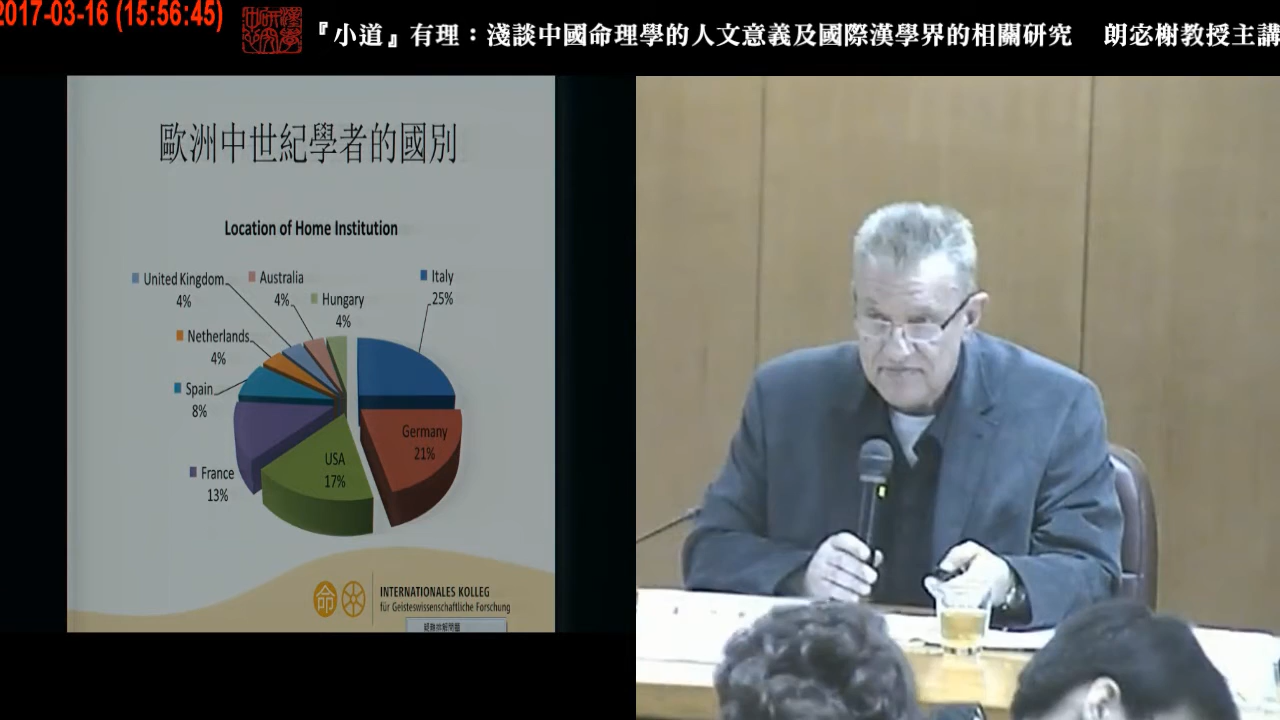 2017-03-16 (15:56:45)
『小道』有理：淺談中國命理學的人文意義及國際漢學界的相關研究 朗宓榭教授主講
歐洲中世紀學者的國別
Location of Home Institution
United Kingdom
4%
Australia
4%
Hungary
4%
Italy
25%
Netherlands
4%
Spain
8%
France
13%
USA
17%
Germany
21%
命
INTERNATIONALES KOLLEG
für Geisteswissenschaftliche Forschung